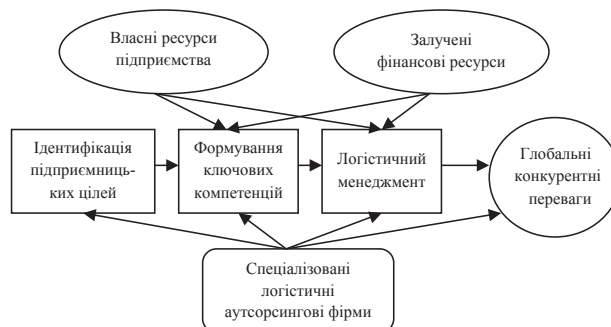 Власні ресурси
підприємства
Залучені
фінансові ресурси
Ідентифікація
підприємниць-
ких цілей
Формування
ключових
компетенцій
Логістичний
менеджмент
Глобальні
конкурентні
переваги
Спеціалізовані
логістичні
аутсорсингові фірми